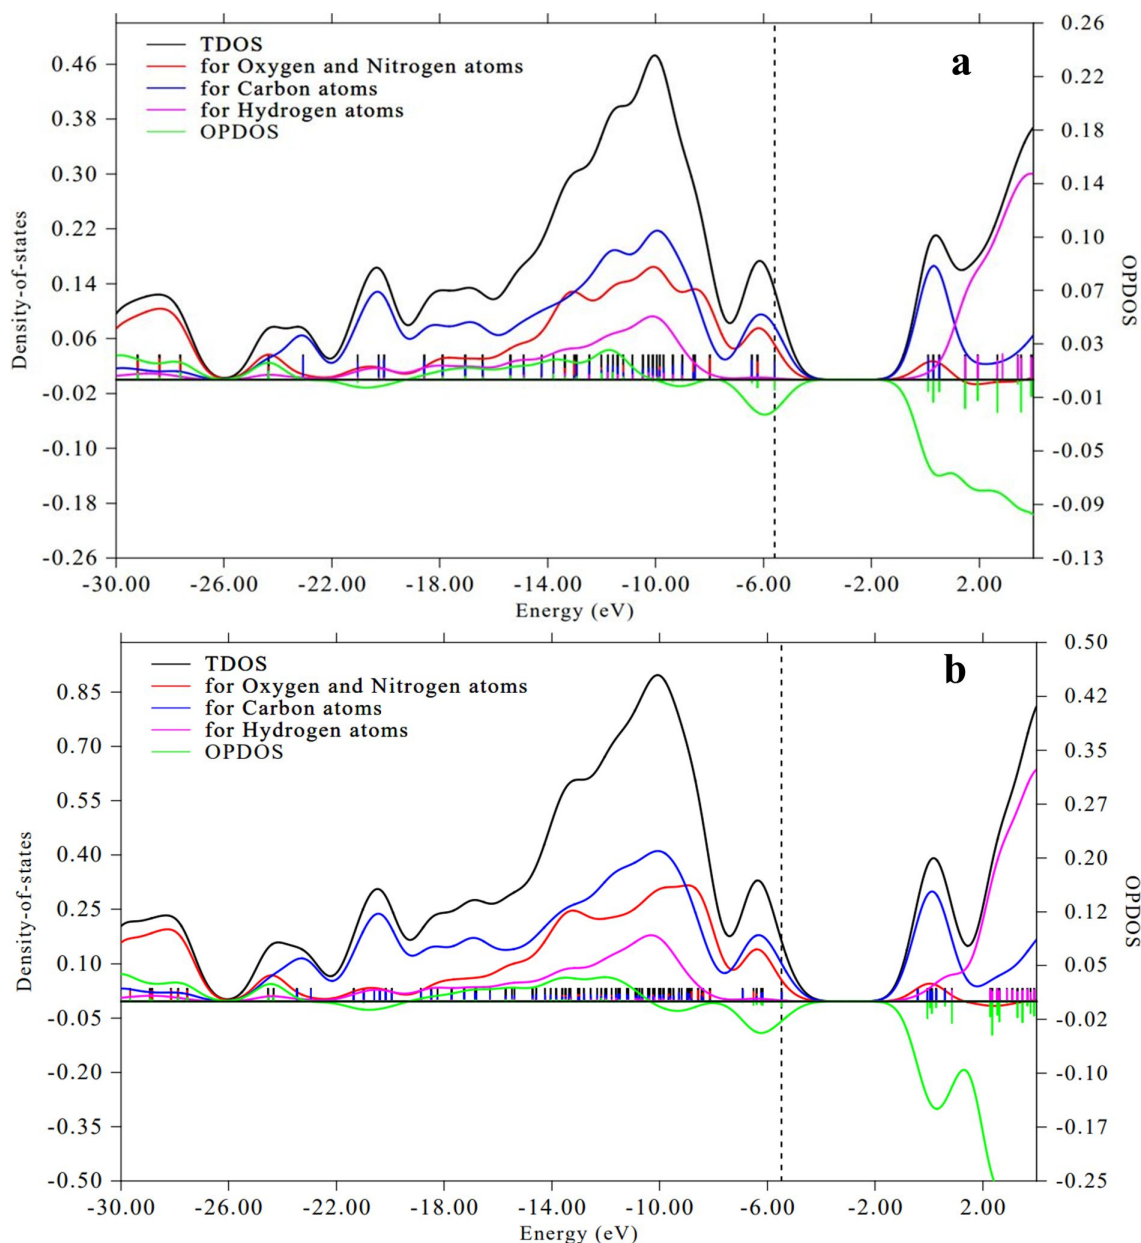 a
TDOS
for Oxygen and Nitrogen atoms
for Carbon atoms
for Hydrogen atoms
OPDOS
0.46
0.38
0.30
0.22
0.14
0.06
-0.02
-0.10
-0.18
-0.26
Density-of-states
0.26
0.22
0.18
0.14
0.10
0.07
0.03
-0.01
-0.05
-0.09
-0.13
OPDOS
-30.00 -26.00 -22.00 -18.00 -14.00 -10.00 -6.00 -2.00 2.00
Energy (eV)
b
TDOS
for Oxygen and Nitrogen atoms
for Carbon atoms
for Hydrogen atoms
OPDOS
0.85
0.70
0.55
0.40
0.25
0.10
-0.05
-0.20
-0.35
-0.50
Density-of-states
0.50
0.42
0.35
0.27
0.20
0.12
0.05
-0.02
-0.10
-0.17
-0.25
OPDOS
-30.00 -26.00 -22.00 -18.00 -14.00 -10.00 -6.00 -2.00 2.00
Energy (eV)